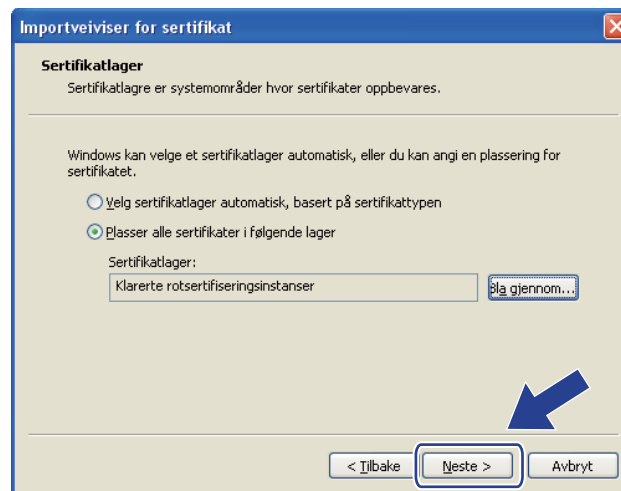 Importveiviser for sertifikat
Sertifikatlager
Sertifikatlagre er systemområder hvor sertifikater oppbevares.
Windows kan velge et sertifikatlager automatisk, eller du kan angi en plassering for
sertifikatet.
Velg sertifikatlager automatisk, basert på sertifikattypen
Plasser alle sertifikater i følgende lager
Sertifikatlager:
Klarerte rotsertifiseringsinstanser
Bla gjennom...
< Tilbake
Neste >
Avbryt